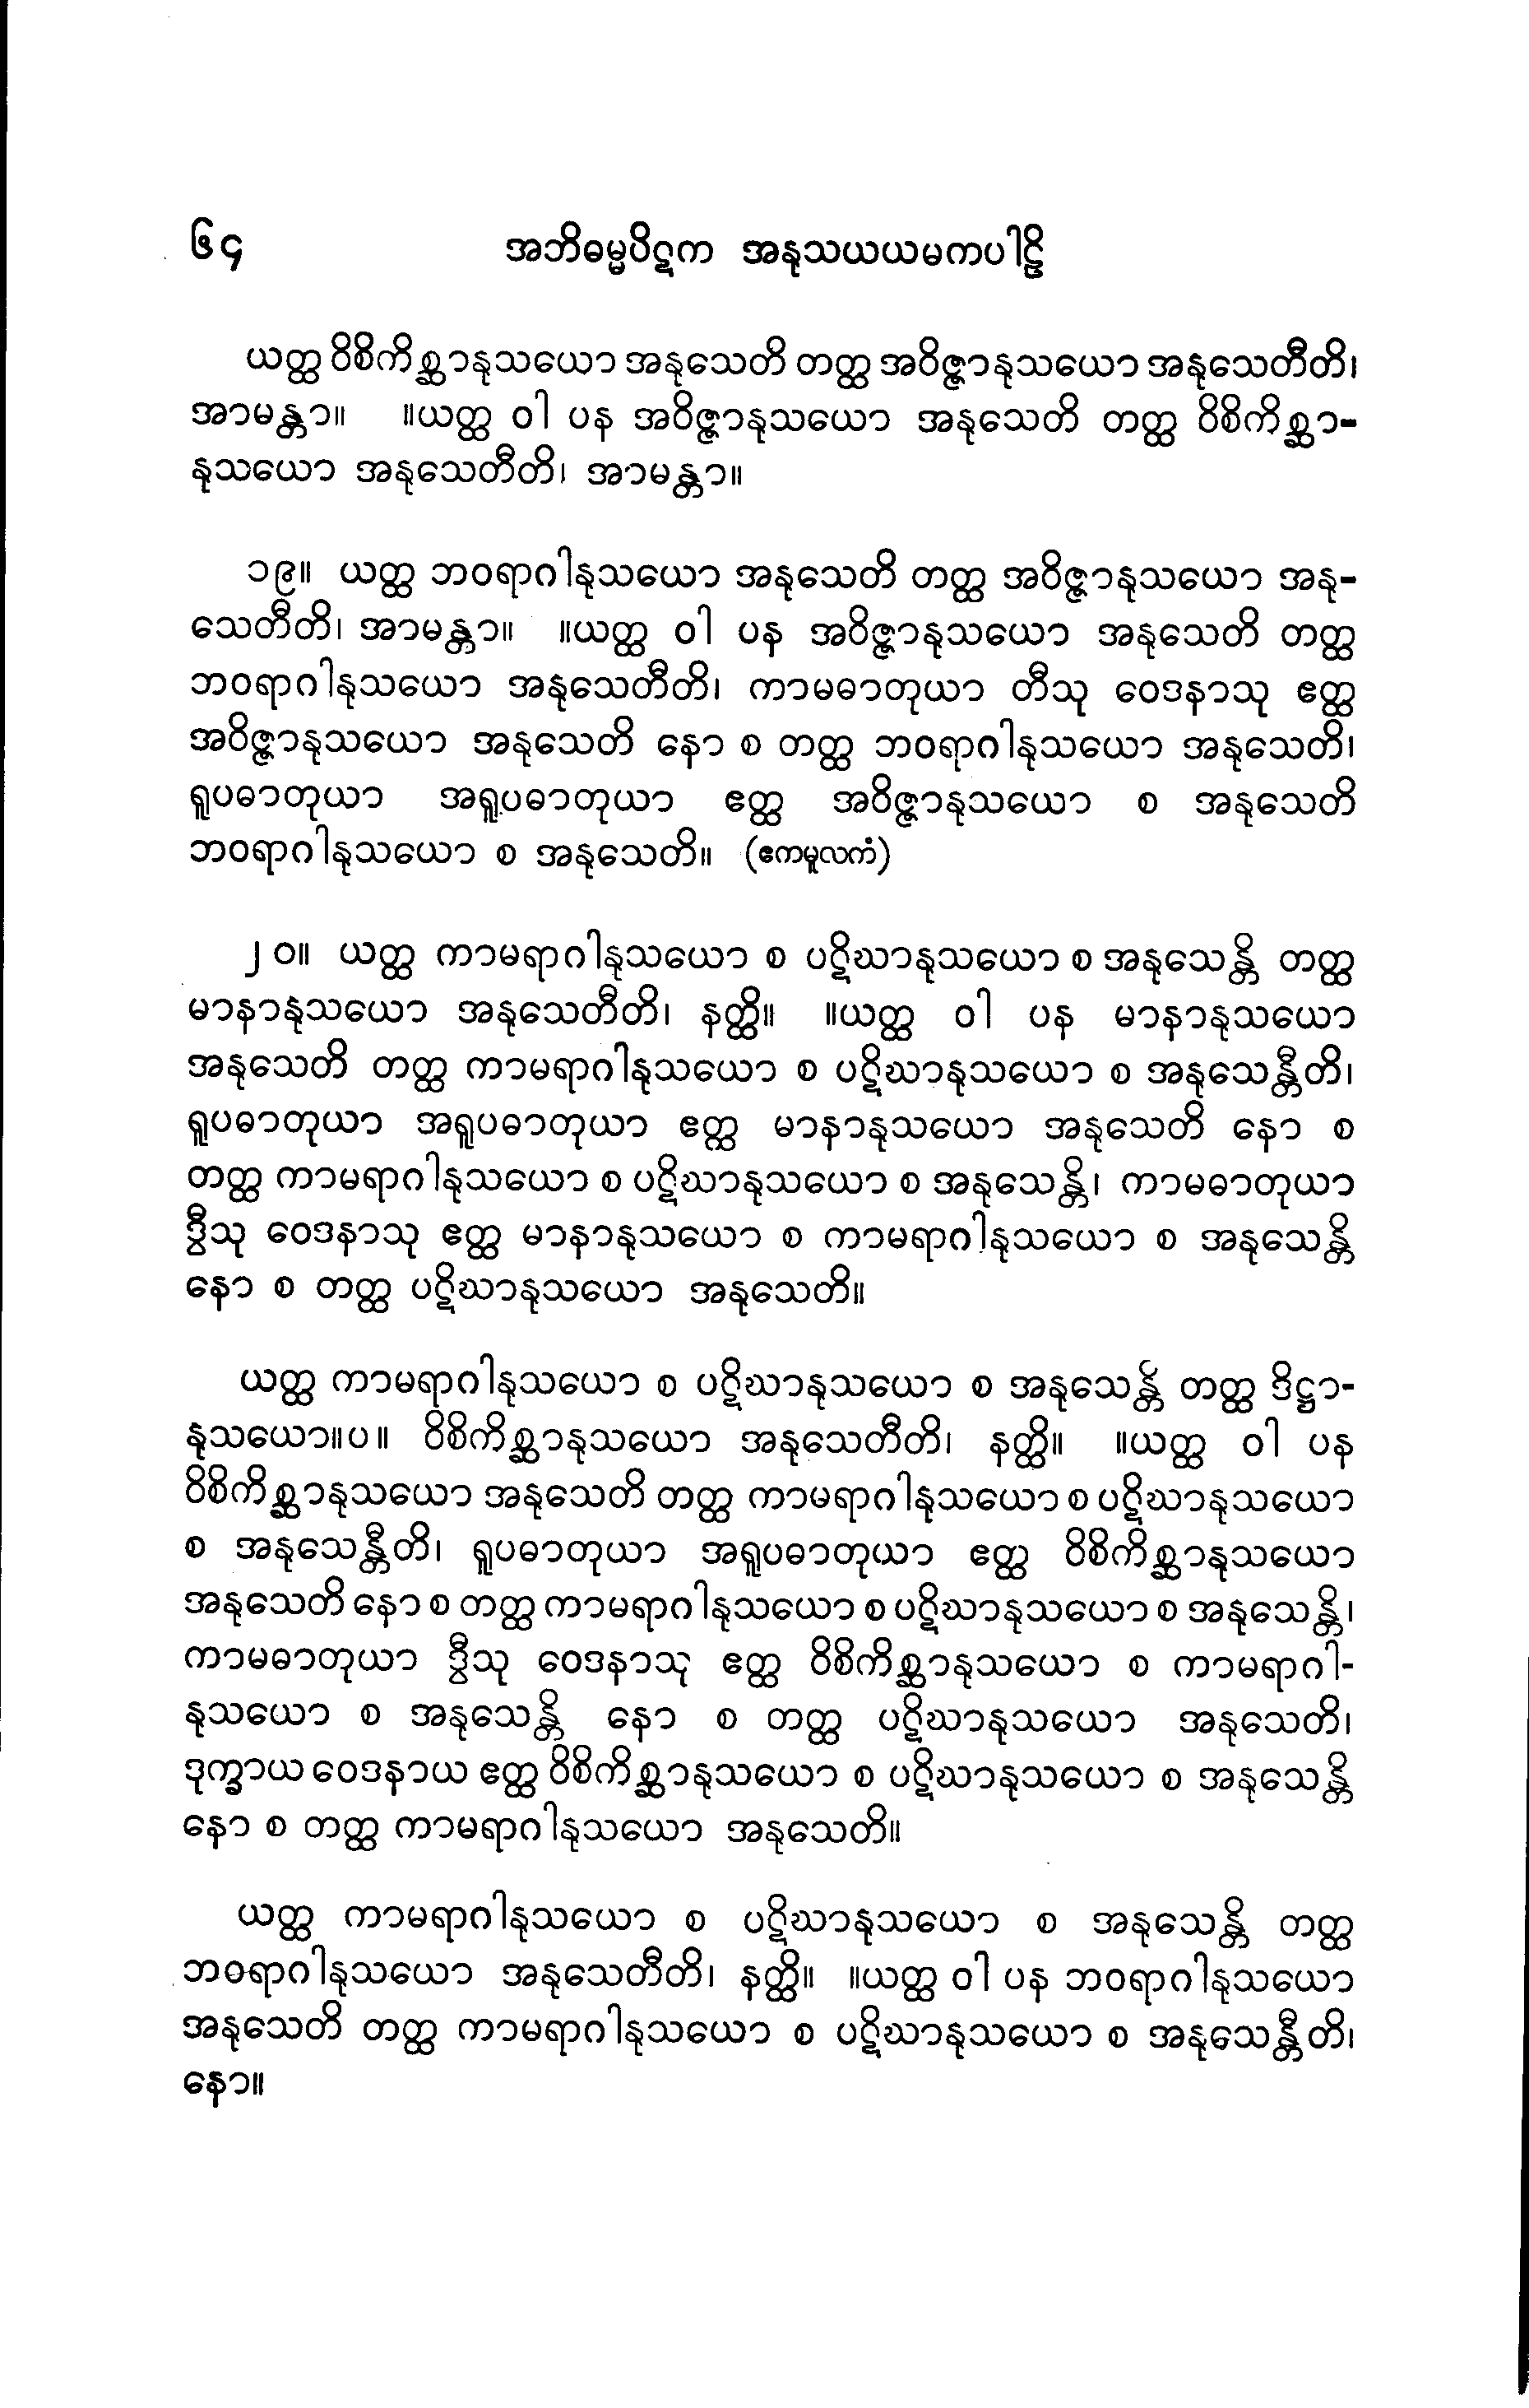 ၆၄ အဘိဓမ္မပိဋက အနုသယယမကပါဠိ
ယတ္ထ ဝိစိကိစ္ဆာနုသယော အနုသေတိ တတ္ထ အဝိဇ္ဇာနုသယော အနုသေတီတိ၊
အာမန္တာ။ ။ယတ္ထ ဝါ ပန အဝိဇ္ဇာနုသယော အနုသေတိ တတ္ထ ဝိစိကိစ္ဆာ-
နုသယော အနုသေတီတိ၊ အာမန္တာ။
၁၉။ ယတ္ထ ဘဝရာဂါနုသယော အနုသေတိ တတ္ထ အဝိဇ္ဇာနုသယော အနု-
သေတီတိ၊ အာမန္တာ။ ။ယတ္ထ ဝါ ပန အဝိဇ္ဇာနုသယော အနုသေတိ တတ္ထ
ဘဝရာဂါနုသယော အနုသေတီတိ၊ ကာမဓာတုယာ တီသု ဝေဒနာသု ဧတ္ထ
အဝိဇ္ဇာနုသယော အနုသေတိ နော စ တတ္ထ ဘဝရာဂါနုသယော အနုသေတိ၊
ရူပဓာတုယာ အရူပဓာတုယာ ဧတ္ထ အဝိဇ္ဇာနုသယော စ အနုသေတိ
ဘဝရာဂါနုသယော စ အနုသေတိ။ (ဧကမူလကံ)
၂၀။ ယတ္ထ ကာမရာဂါနုသယော စ ပဋိဃာနုသယော စ အနုသေန္တိ တတ္ထ
မာနာနုသယော အနုသေတီတိ၊ နတ္ထိ။ ။ယတ္ထ ဝါ ပန မာနာနုသယော
အနုသေတိ တတ္ထ ကာမရာဂါနုသယော စ ပဋိဃာနုသယော စ အနုသေန္တီတိ၊
ရူပဓာတုယာ အရူပဓာတုယာ ဧတ္ထ မာနာနုသယော အနုသေတိ နော စ
တတ္ထ ကာမရာဂါနုသယော စ ပဋိဃာနုသယော စ အနုသေန္တိ၊ ကာမဓာတုယာ
ဒွီသု ဝေဒနာသု ဧတ္ထ မာနာနုသယော စ ကာမရာဂါနုသယော စ အနုသေန္တိ
နော စ တတ္ထ ပဋိဃာနုသယော အနုသေတိ။
ယတ္ထ ကာမရာဂါနုသယော စ ပဋိဃာနုသယော စ အနုသေန္တိ တတ္ထ ဒိဋ္ဌာ-
နုသယော။ပ။ ဝိစိကိစ္ဆာနုသယော အနုသေတီတိ၊ နတ္ထိ။ ။ယတ္ထ ဝါ ပန
ဝိစိကိစ္ဆာနုသယော အနုသေတိ တတ္ထ ကာမရာဂါနုသယော စ ပဋိဃာနုသယော
စ အနုသေန္တီတိ၊ ရူပဓာတုယာ အရူပဓာတုယာ ဧတ္ထ ဝိစိကိစ္ဆာနုသယော
အနုသေတိ နော စ တတ္ထ ကာမရာဂါနုသယော စ ပဋိဃာနုသယော စ အနုသေန္တိ၊
ကာမဓာတုယာ ဒွီသု ဝေဒနာသု ဧတ္ထ ဝိစိကိစ္ဆာနုသယော စ ကာမရာဂါ-
နုသယော စ အနုသေန္တိ နော စ တတ္ထ ပဋိဃာနုသယော အနုသေတိ၊
ဒုက္ခာယ ဝေဒနာယ ဧတ္ထ ဝိစိကိစ္ဆာနုသယော စ ပဋိဃာနုသယော စ အနုသေန္တိ
နော စ တတ္ထ ကာမရာဂါနုသယော အနုသေတိ။
ယတ္ထ ကာမရာဂါနုသယော စ ပဋိဃာနုသယော စ အနုသေန္တိ တတ္ထ
ဘဝရာဂါနုသယော အနုသေတီတိ၊ နတ္ထိ။ ။ယတ္ထ ဝါ ပန ဘဝရာဂါနုသယော
အနုသေတိ တတ္ထ ကာမရာဂါနုသယော စ ပဋိဃာနုသယော စ အနုသေန္တီတိ၊
နော။